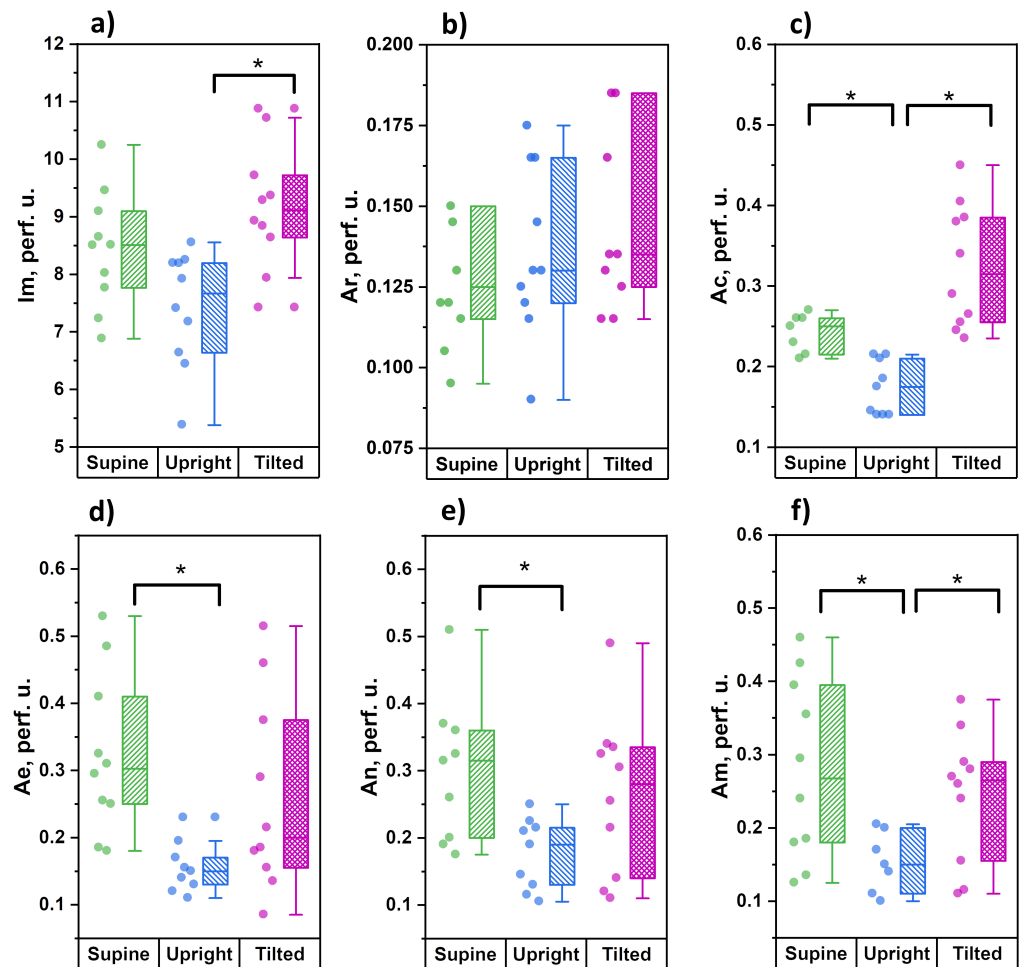 a)
Im, perf. u.
12
11
10
9
8
7
6
5
*
Supine Upright Tilted
b)
Ar, perf. u.
0.200
0.175
0.150
0.125
0.100
0.075
Supine Upright Tilted
c)
Ac, perf. u.
0.6
0.5
0.4
0.3
0.2
0.1
* *
Supine Upright Tilted
d)
Ae, perf. u.
0.6
0.5
0.4
0.3
0.2
0.1
*
Supine Upright Tilted
e)
An, perf. u.
0.6
0.5
0.4
0.3
0.2
0.1
*
Supine Upright Tilted
f)
Am, perf. u.
0.6
0.5
0.4
0.3
0.2
0.1
* *
Supine Upright Tilted